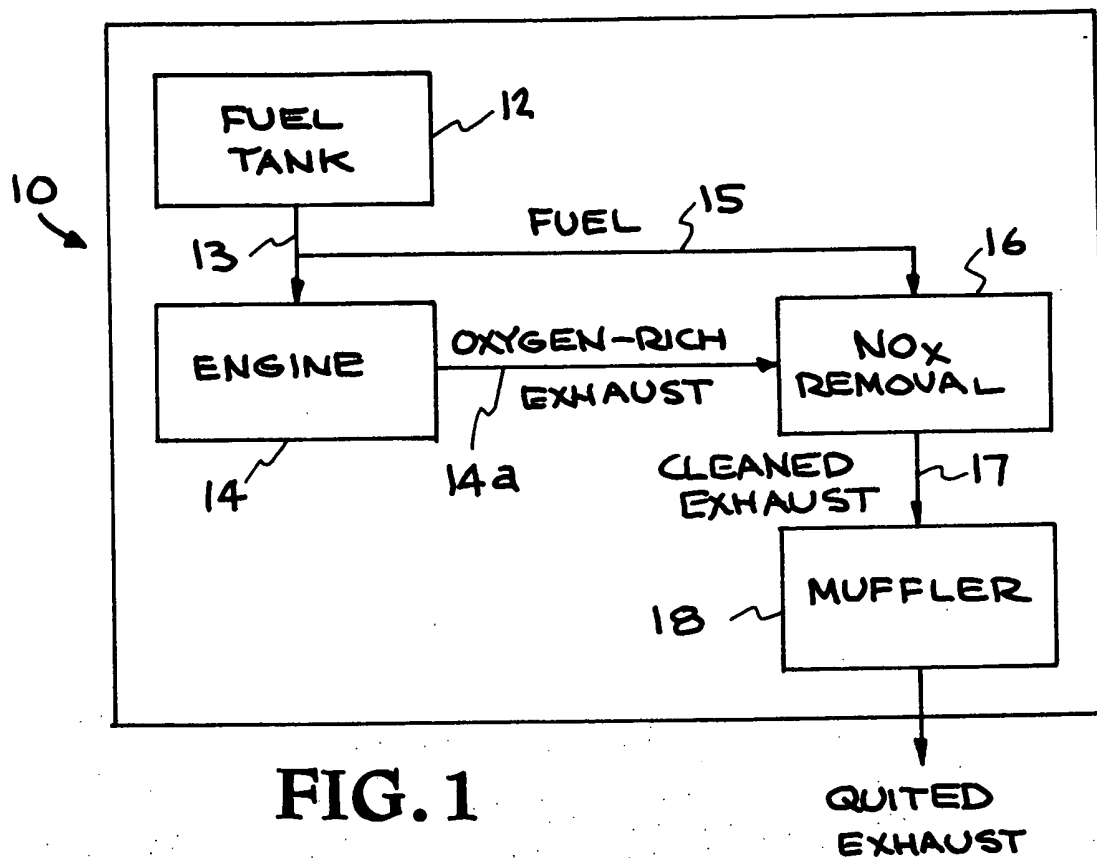 FUEL
TANK
12
10
13
FUEL
15
16
ENGINE
OXYGEN-RICH
EXHAUST
NOx
REMOVAL
14
14a
CLEANED
EXHAUST
17
MUFFLER
18
FIG. 1
QUITED
EXHAUST